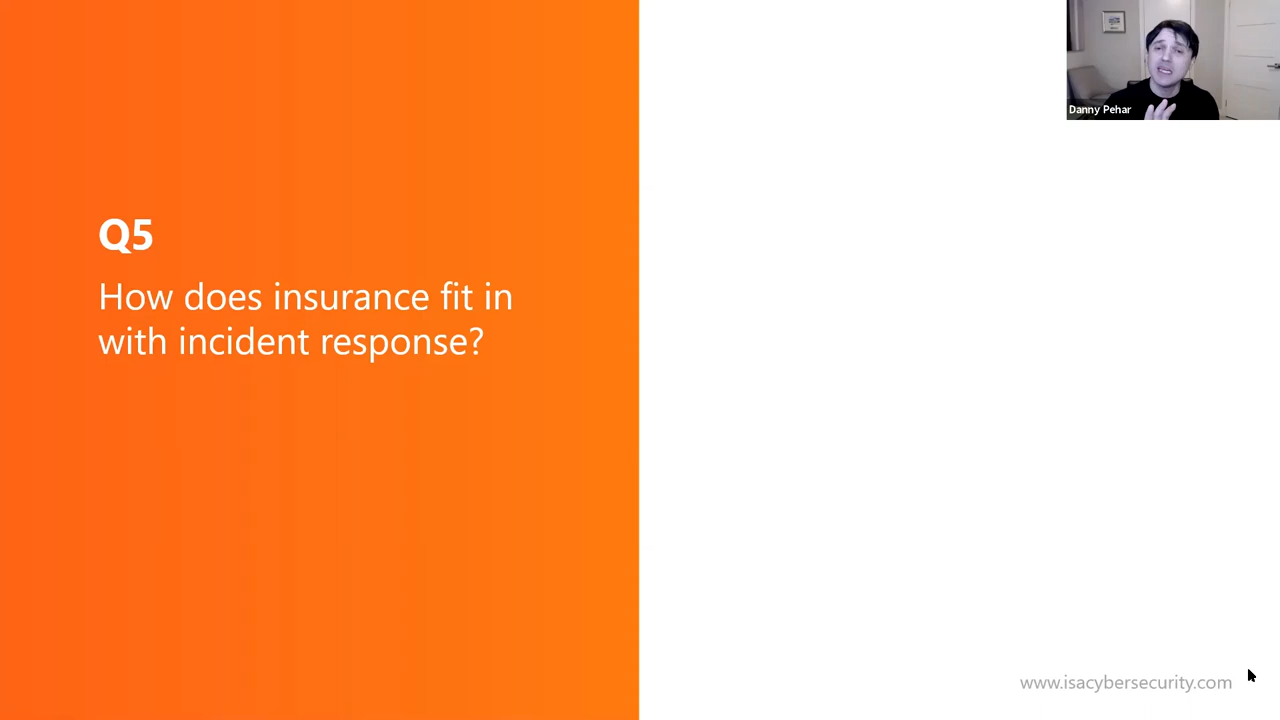 Danny Pehar
Q5
How does insurance fit in
with incident response?
www.isacybersecurity.com